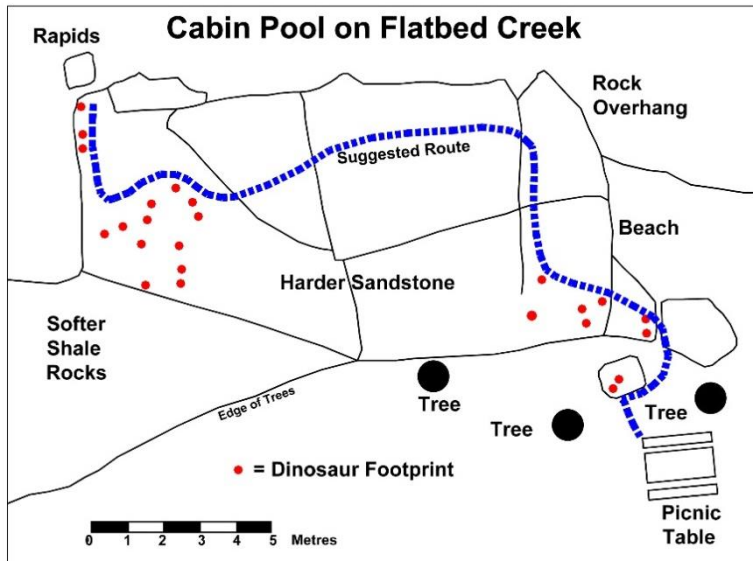 Cabin Pool on Flatbed Creek
Rapids
Rock
Overhang
Suggested Route
Beach
Harder Sandstone
Softer
Shale
Rocks
Edge of Trees
Tree
Tree
Tree
= Dinosaur Footprint
Picnic
Table
0 1 2 3 4 5 Metres